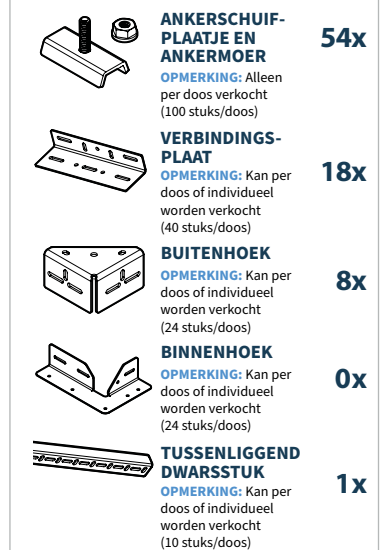 ANKERSCHUIF-
PLAATJE EN
ANKERMOER
54x
OPMERKING: Alleen
per doos verkocht
(100 stuks/doos)
VERBINDINGS-
PLAAT
18x
OPMERKING: Kan per
doos of individueel
worden verkocht
(40 stuks/doos)
BUITENHOEK
8x
OPMERKING: Kan per
doos of individueel
worden verkocht
(24 stuks/doos)
BINNENHOEK
0x
OPMERKING: Kan per
doos of individueel
worden verkocht
(24 stuks/doos)
TUSSENLIGGEND
DWARSSTUK
1x
OPMERKING: Kan per
doos of individueel
worden verkocht
(10 stuks/doos)